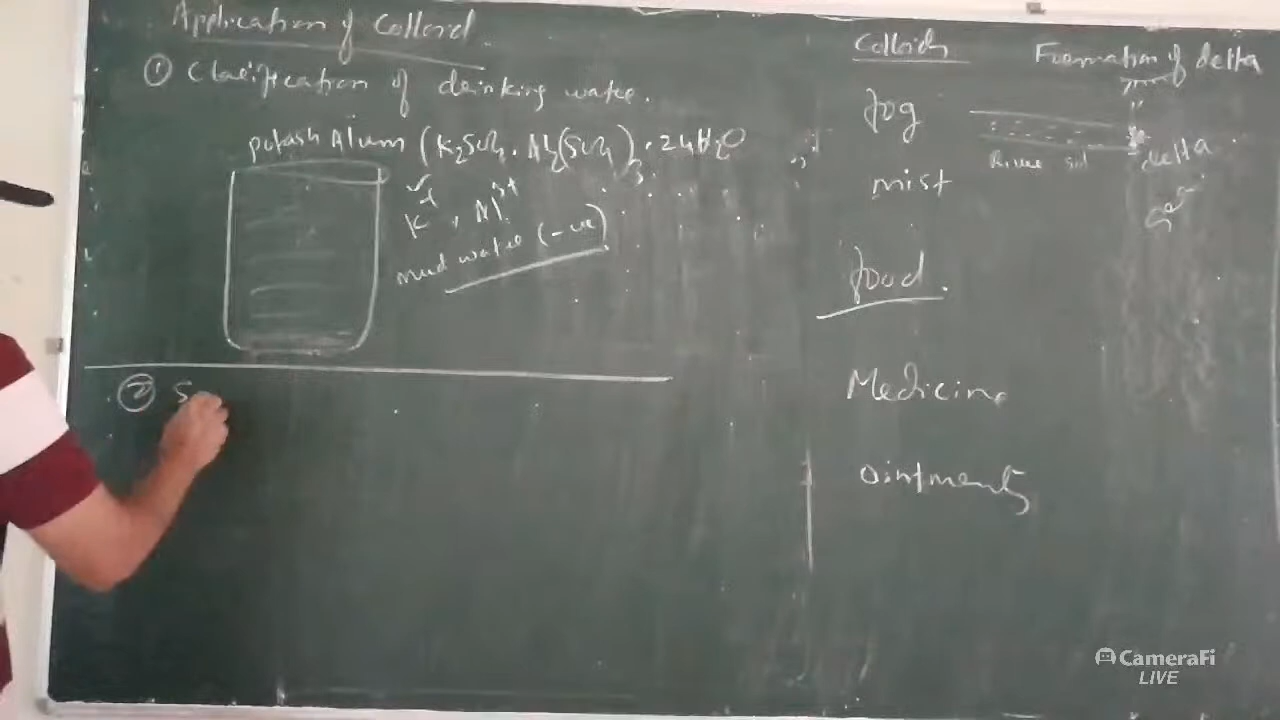 Application of Colloid
① Clarification of drinking water.
potash Alum (K2SO4. Al2(SO4)3. 24H2O
K+, Al3+
mud water (-ve)
② S
Colloids
fog
mist
food.
Medicine
Ointments
Formation of delta
River sol
delta
CameraFi
LIVE